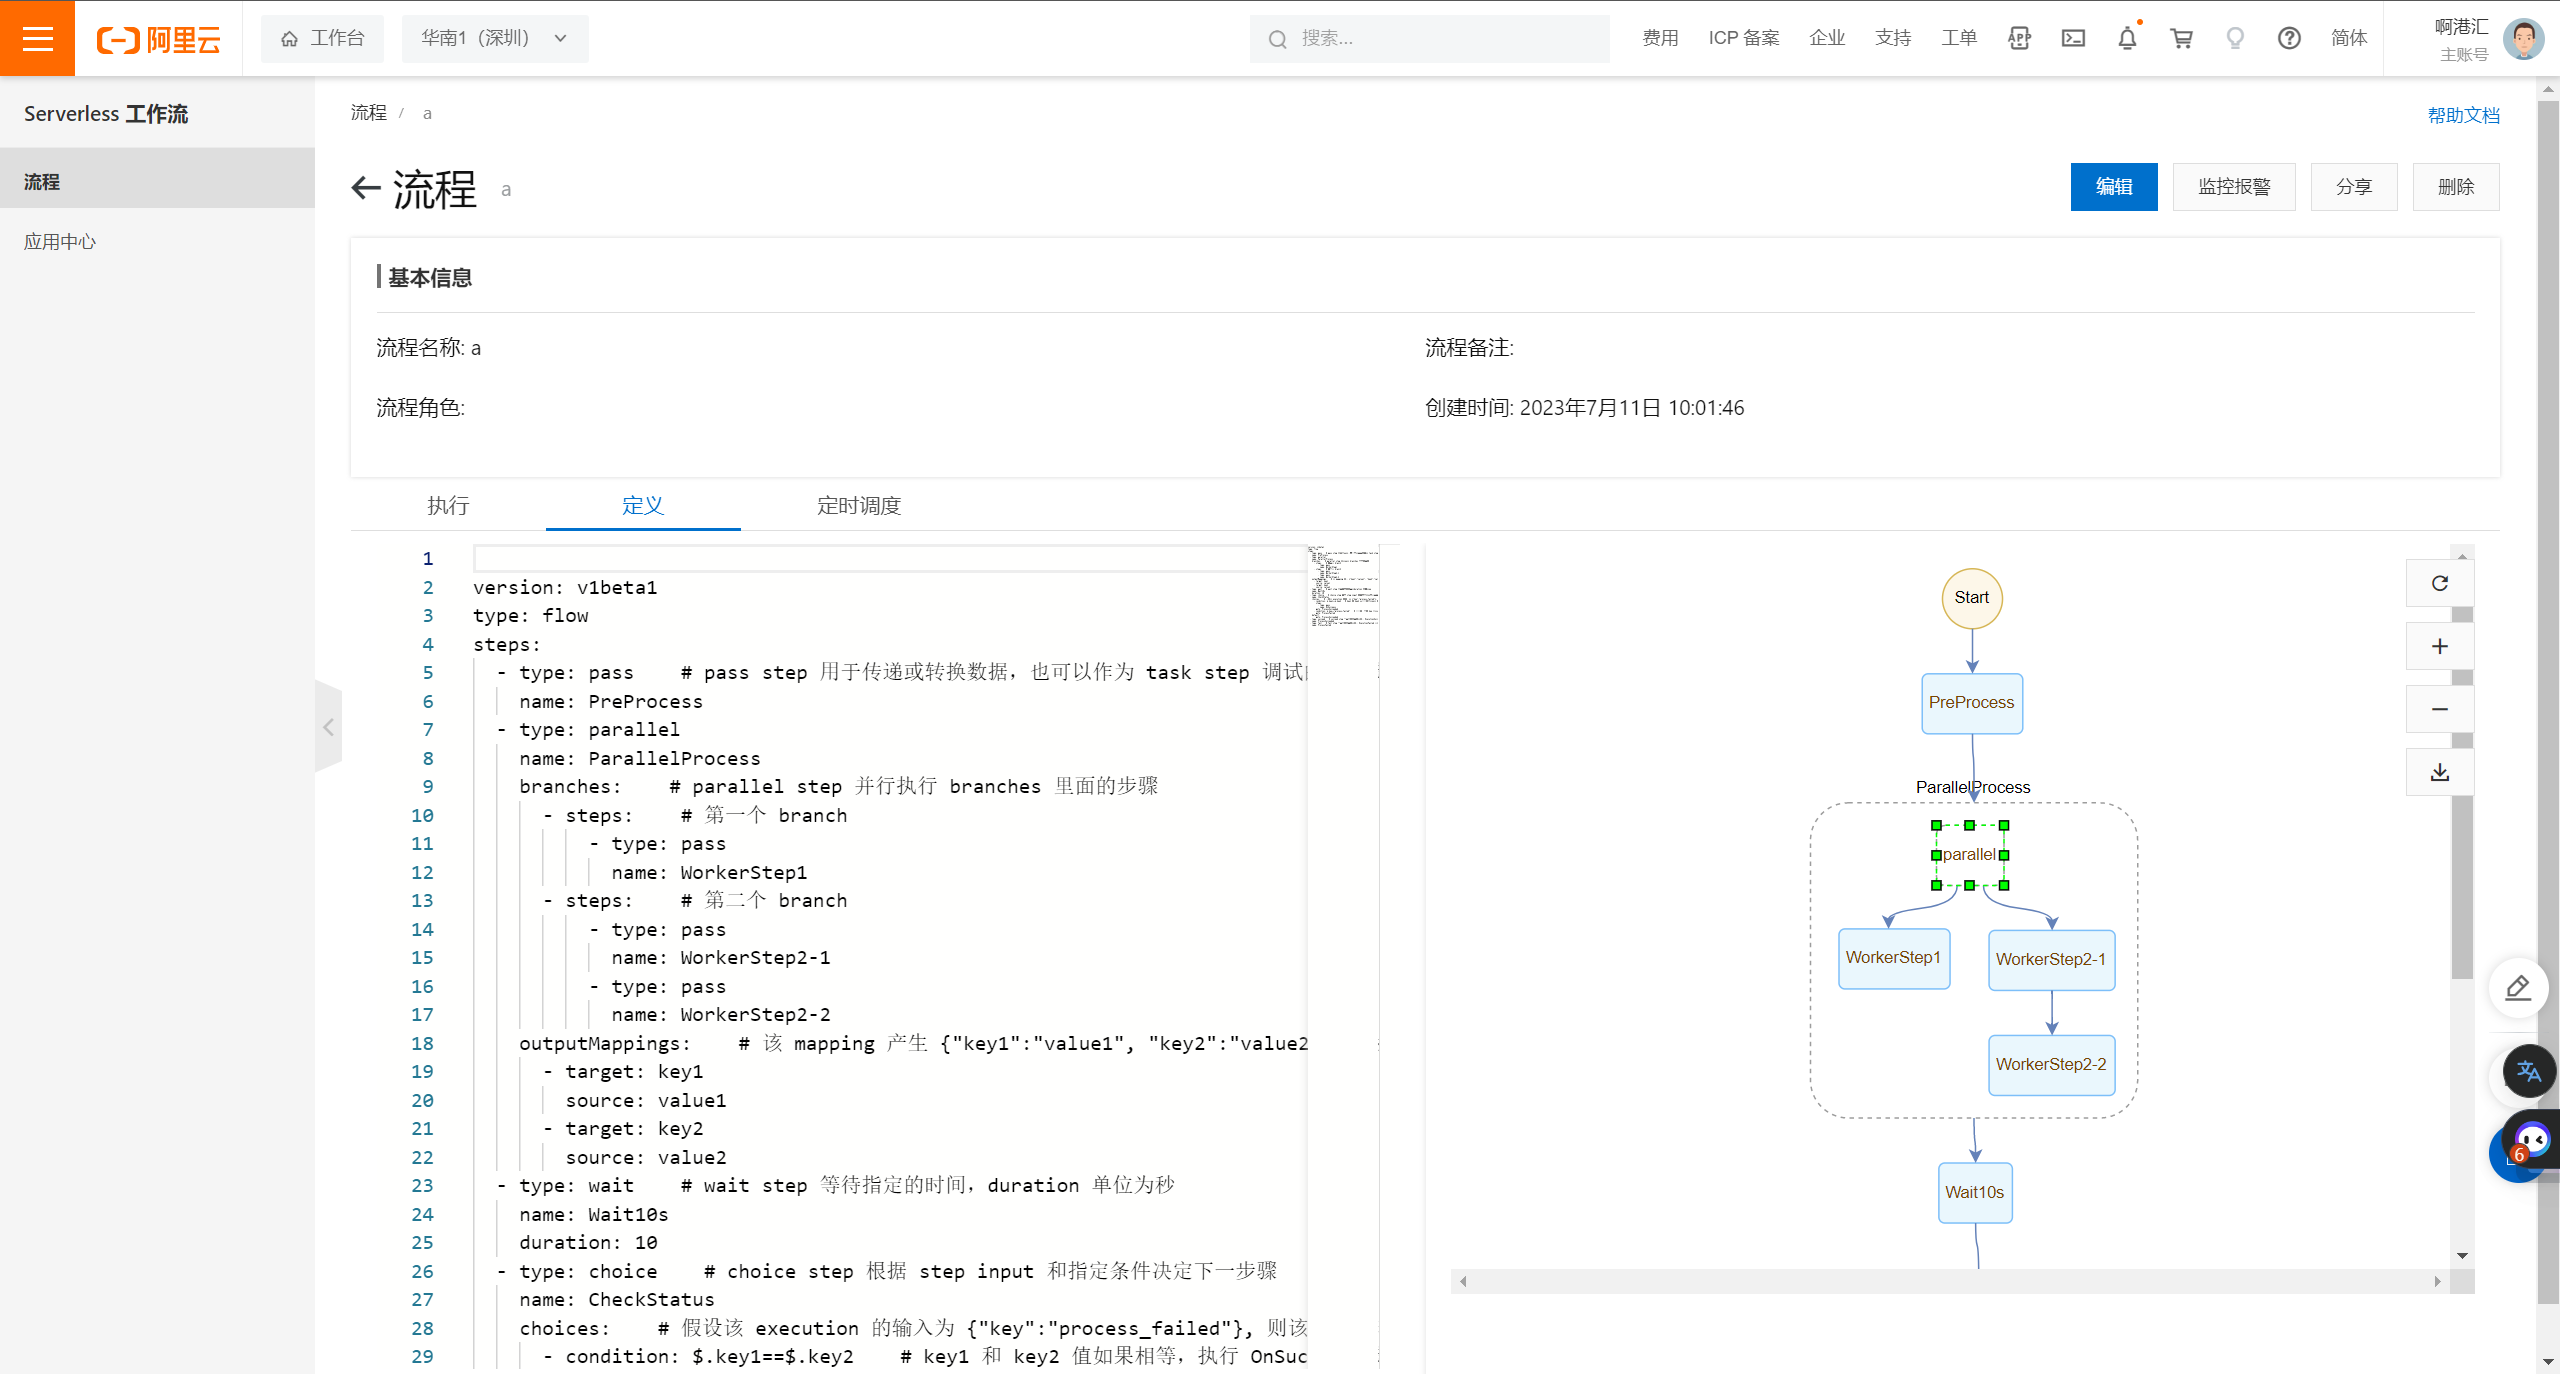 阿里云
工作台
华南1（深圳）
搜索...
费用
ICP 备案
企业
支持
工单
APP
简体
啊港汇
主账号
Serverless 工作流
流程
应用中心
流程 / a
帮助文档
流程 a
编辑
监控报警
分享
删除
基本信息
流程名称: a
流程备注:
流程角色:
创建时间: 2023年7月11日 10:01:46
执行
定义
定时调度
1
2 version: v1beta1
3 type: flow
4 steps:
5 - type: pass # pass step 用于传递或转换数据，也可以作为 task step 调试
6 name: PreProcess
7 - type: parallel
8 name: ParallelProcess
9 branches: # parallel step 并行执行 branches 里面的步骤
10 - steps: # 第一个 branch
11 - type: pass
12 name: WorkerStep1
13 - steps: # 第二个 branch
14 - type: pass
15 name: WorkerStep2-1
16 - type: pass
17 name: WorkerStep2-2
18 outputMappings: # 该 mapping 产生 {"key1":"value1", "key2":"value2
19 - target: key1
20 source: value1
21 - target: key2
22 source: value2
23 - type: wait # wait step 等待指定的时间，duration 单位为秒
24 name: Wait10s
25 duration: 10
26 - type: choice # choice step 根据 step input 和指定条件决定下一步骤
27 name: CheckStatus
28 choices: # 假设该 execution 的输入为 {"key":"process_failed"}, 则该
29 - condition: $.key1==$.key2 # key1 和 key2 值如果相等，执行 OnSuc
Start
PreProcess
ParallelProcess
parallel
WorkerStep1
WorkerStep2-1
WorkerStep2-2
Wait10s
6